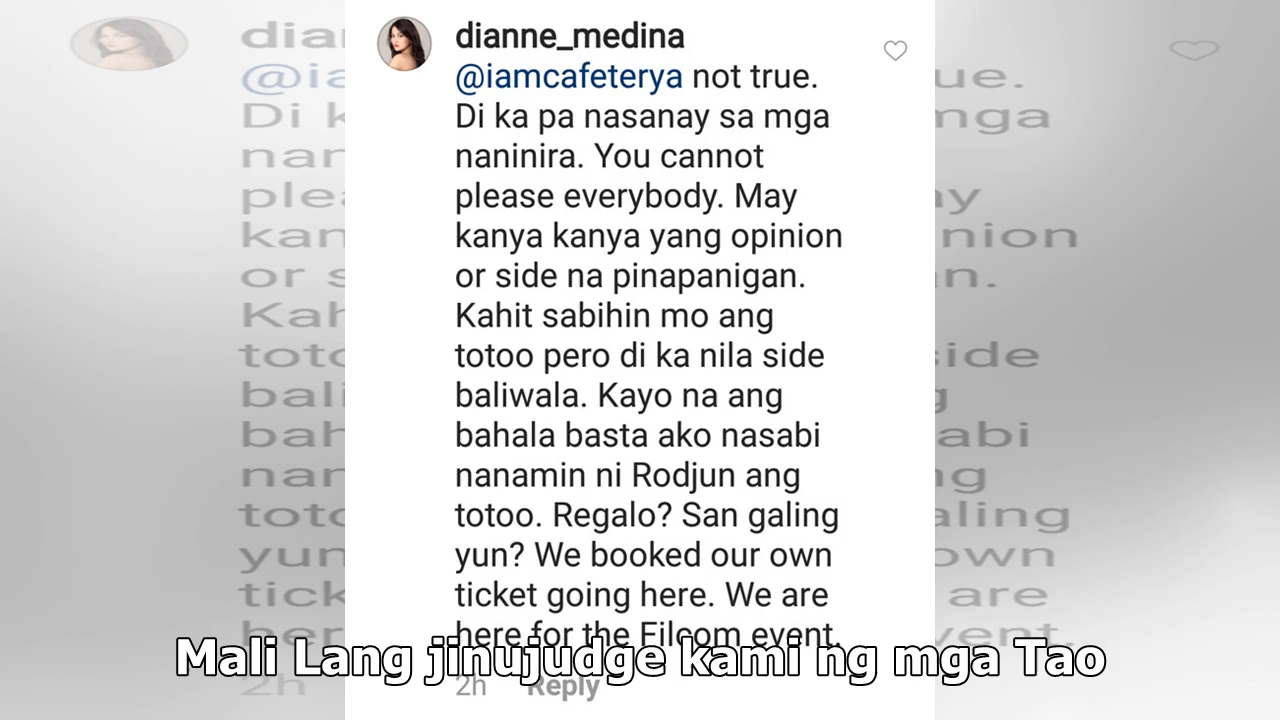 dianne_medina
@iamcafeterya not true.
Di ka pa nasanay sa mga
naninira. You cannot
please everybody. May
kanya kanya yang opinion
or side na pinapanigan.
Kahit sabihin mo ang
totoo pero di ka nila side
baliwala. Kayo na ang
bahala basta ako nasabi
nanamin ni Rodjun ang
totoo. Regalo? San galing
yun? We booked our own
ticket going here. We are
here for the Filcom event.
Mali Lang jinujudge kami ng mga Tao
2h Reply